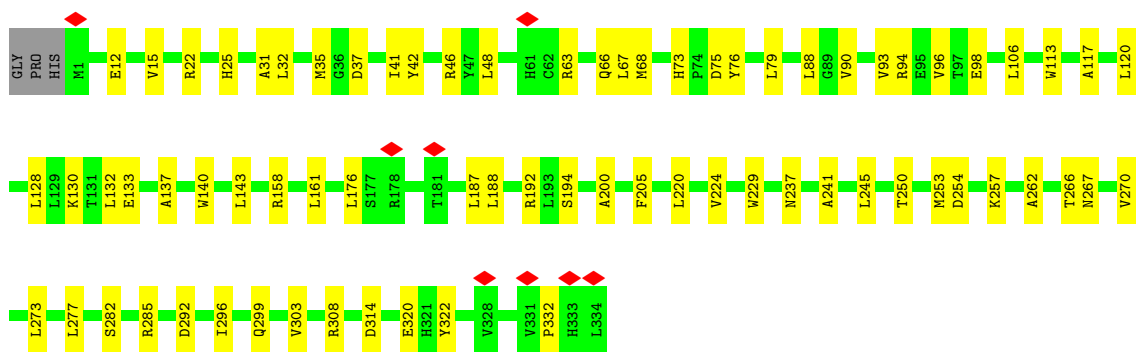 GLY PRO HIS M1 E12 V15 R22 H25 A31 L32 M35 G36 D37 I41 Y42 R46 Y47 L48 H61 C62 R63 Q66 L67 M68 H73 P74 D75 Y76 L79 L88 G89 V90 V93 R94 E95 V96 T97 E98 L106 W113 A117 L120
L128 L129 K130 T131 L132 E133 A137 W140 L143 R158 L161 L176 S177 R178 T181 L187 L188 R192 L193 S194 A200 F205 L220 V224 W229 N237 A241 L245 T250 M253 D254 K257 A262 T266 N267 V270
L273 L277 S282 R285 D292 I296 Q299 V303 R308 D314 E320 H321 Y322 V328 V331 P332 H333 L334